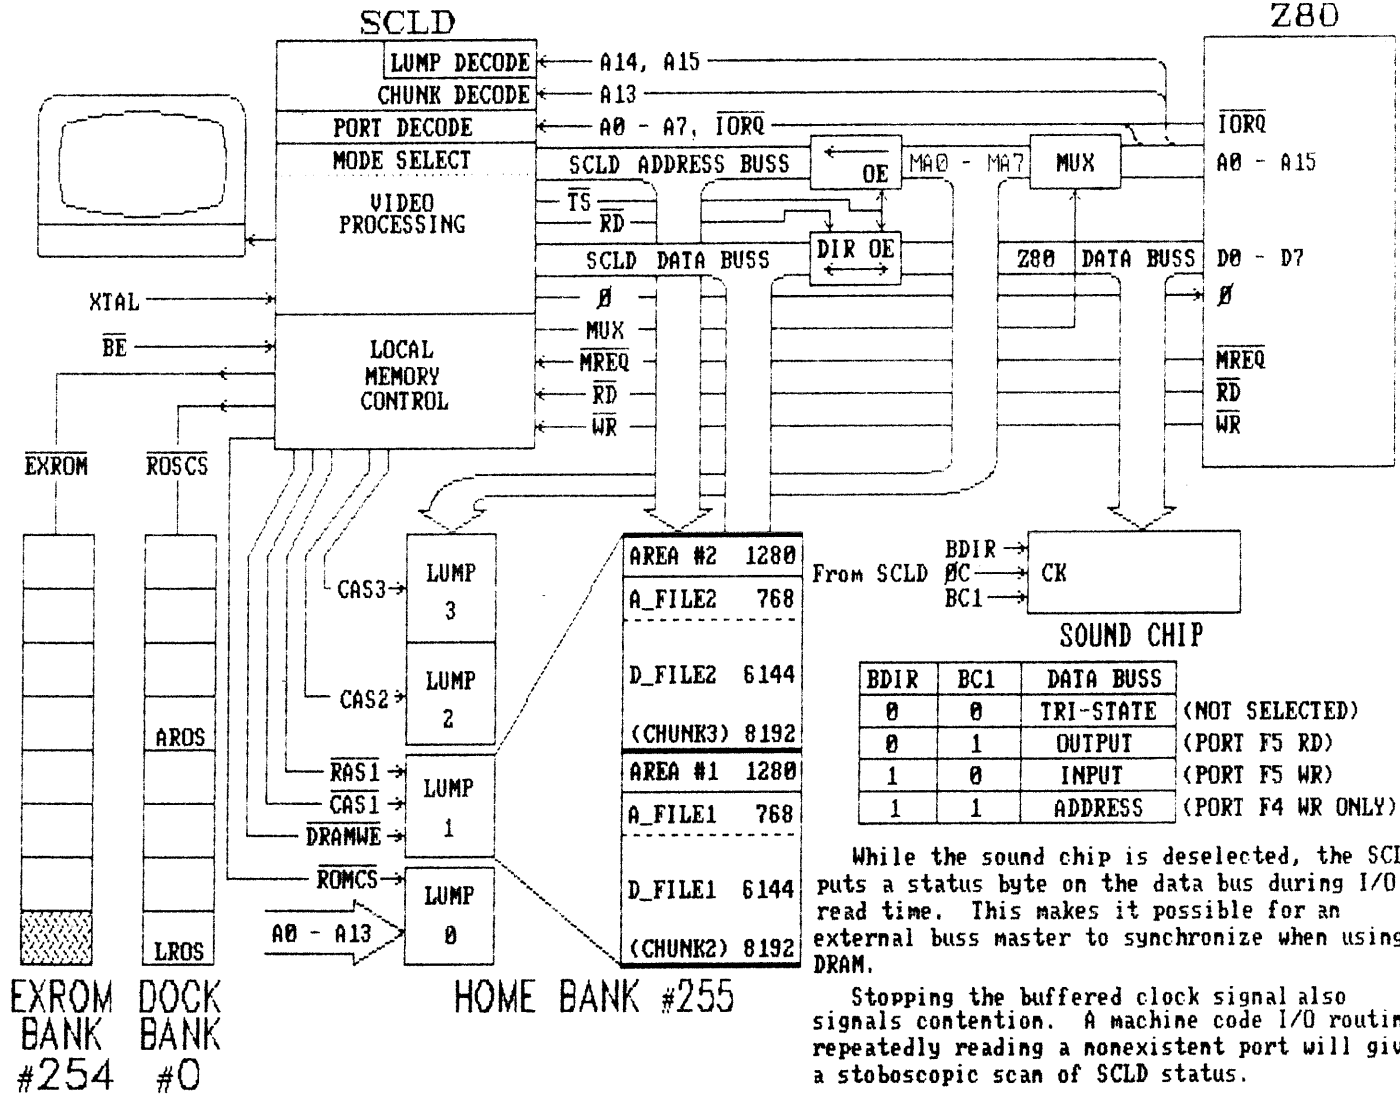 SCLD
Z80
LUMP DECODE
A14, A15
CHUNK DECODE
A13
PORT DECODE
A0 - A7, IORQ
IORQ
MODE SELECT
SCLD ADDRESS BUSS
OE
MA0 - MA7
MUX
A0 - A15
VIDEO
PROCESSING
TS
RD
SCLD DATA BUSS
DIR OE
Z80 DATA BUSS
D0 - D7
XTAL
Ø
Ø
MUX
BE
LOCAL
MEMORY
CONTROL
MREQ
MREQ
RD
RD
WR
WR
EXROM
ROSCS
CAS3
LUMP
3
CAS2
LUMP
2
RAS1
CAS1
DRAMWE
LUMP
1
ROMCS
A0 - A13
LUMP
0
AROS
LROS
EXROM
BANK
#254
DOCK
BANK
#0
HOME BANK #255
AREA #2 1280
A_FILE2 768
D_FILE2 6144
(CHUNK3) 8192
AREA #1 1280
A_FILE1 768
D_FILE1 6144
(CHUNK2) 8192
From SCLD
BDIR
ØC
BC1
CK
SOUND CHIP
BDIR BC1 DATA BUSS
0 0 TRI-STATE (NOT SELECTED)
0 1 OUTPUT (PORT F5 RD)
1 0 INPUT (PORT F5 WR)
1 1 ADDRESS (PORT F4 WR ONLY)
While the sound chip is deselected, the SCL
puts a status byte on the data bus during I/O
read time. This makes it possible for an
external buss master to synchronize when using
DRAM.
Stopping the buffered clock signal also
signals contention. A machine code I/O routin
repeatedly reading a nonexistent port will giv
a stoboscopic scan of SCLD status.